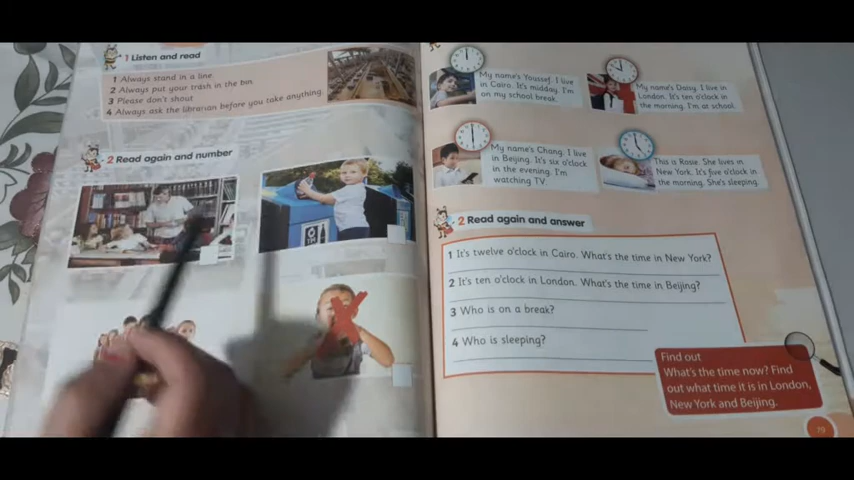 1 Listen and read
1 Always stand in a line.
2 Always put your trash in the bin.
3 Please don't shout
4 Always ask the librarian before you take anything.
2 Read again and number
My name's Youssef. I live
in Cairo. It's midday. I'm
on my school break.
My name's Daisy. I live in
London. It's ten o'clock in
the morning. I'm at school.
My name's Chang. I live
in Beijing. It's six o'clock
in the evening. I'm
watching TV.
This is Rosie. She lives in
New York. It's five o'clock in
the morning. She's sleeping.
2 Read again and answer
1 It's twelve o'clock in Cairo. What's the time in New York?
2 It's ten o'clock in London. What's the time in Beijing?
3 Who is on a break?
4 Who is sleeping?
Find out
What's the time now? Find
out what time it is in London,
New York and Beijing.
79